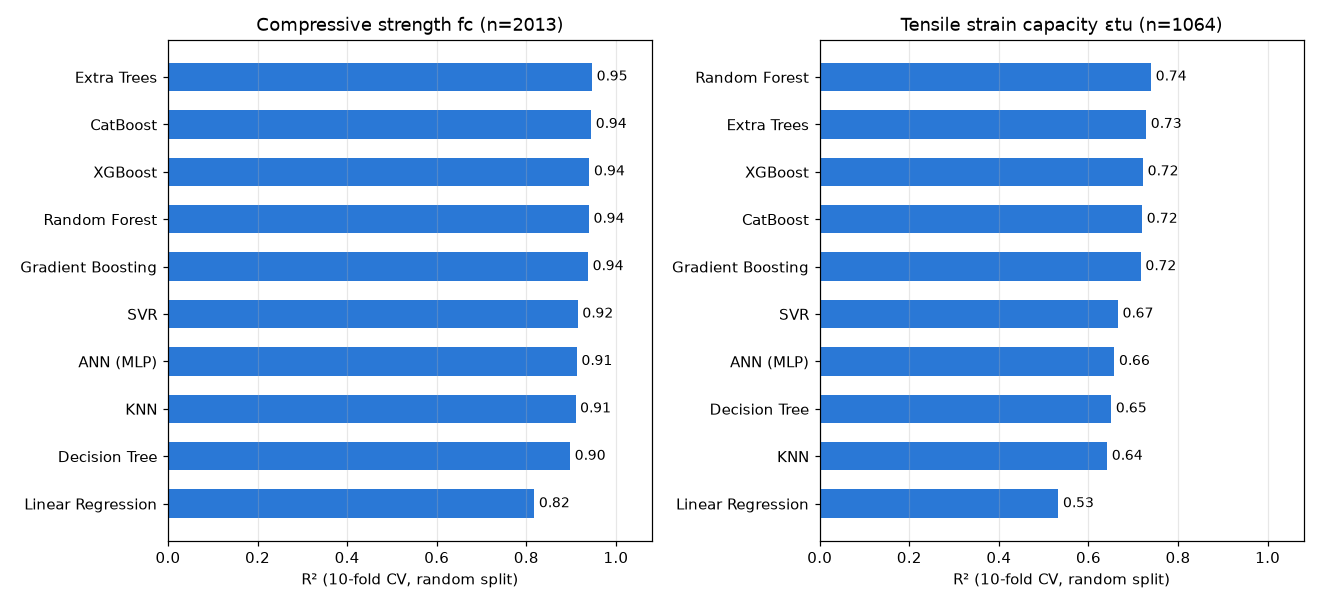 Compressive strength fc (n=2013)
Extra Trees 0.95
CatBoost 0.94
XGBoost 0.94
Random Forest 0.94
Gradient Boosting 0.94
SVR 0.92
ANN (MLP) 0.91
KNN 0.91
Decision Tree 0.90
Linear Regression 0.82
0.0 0.2 0.4 0.6 0.8 1.0
R² (10-fold CV, random split)
Tensile strain capacity εtu (n=1064)
Random Forest 0.74
Extra Trees 0.73
XGBoost 0.72
CatBoost 0.72
Gradient Boosting 0.72
SVR 0.67
ANN (MLP) 0.66
Decision Tree 0.65
KNN 0.64
Linear Regression 0.53
0.0 0.2 0.4 0.6 0.8 1.0
R² (10-fold CV, random split)